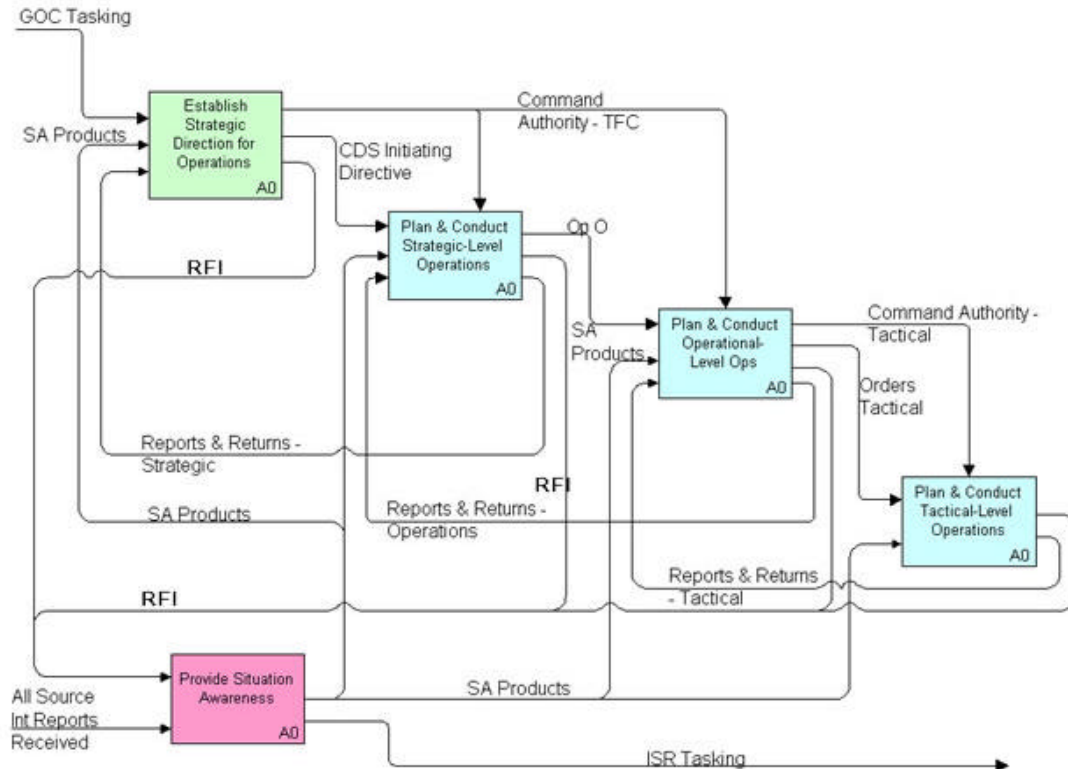 GOC Tasking
Establish
Strategic
Direction for
Operations
A0
SA Products
Command
Authority - TFC
CDS Initiating
Directive
Plan & Conduct
Strategic-Level
Operations
A0
Op O
RFI
SA
Products
Plan & Conduct
Operational-
Level Ops
A0
Command Authority -
Tactical
Orders
Tactical
Reports & Returns -
Strategic
RFI
Plan & Conduct
Tactical-Level
Operations
A0
SA Products
Reports & Returns -
Operations
Reports & Returns
- Tactical
RFI
Provide Situation
Awareness
A0
SA Products
All Source
Int Reports
Received
ISR Tasking